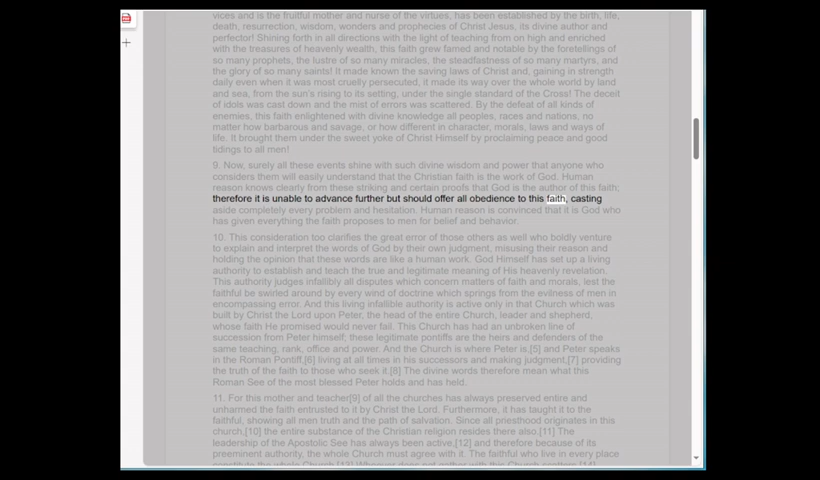 vices and is the fruitful mother and nurse of the virtues, has been established by the birth, life,
death, resurrection, wisdom, wonders and prophecies of Christ Jesus, its divine author and
perfector! Shining forth in all directions with the light of teaching from on high and enriched
with the treasures of heavenly wealth, this faith grew famed and notable by the foretellings of
so many prophets, the lustre of so many miracles, the steadfastness of so many martyrs, and
the glory of so many saints! It made known the saving laws of Christ and, gaining in strength
daily even when it was most cruelly persecuted, it made its way over the whole world by land
and sea, from the sun's rising to its setting, under the single standard of the Cross! The deceit
of idols was cast down and the mist of errors was scattered. By the defeat of all kinds of
enemies, this faith enlightened with divine knowledge all peoples, races and nations, no
matter how barbarous and savage, or how different in character, morals, laws and ways of
life. It brought them under the sweet yoke of Christ Himself by proclaiming peace and good
tidings to all men!
9. Now, surely all these events shine with such divine wisdom and power that anyone who
considers them will easily understand that the Christian faith is the work of God. Human
reason knows clearly from these striking and certain proofs that God is the author of this faith;
therefore it is unable to advance further but should offer all obedience to this faith, casting
aside completely every problem and hesitation. Human reason is convinced that it is God who
has given everything the faith proposes to men for belief and behavior.
10. This consideration too clarifies the great error of those others as well who boldly venture
to explain and interpret the words of God by their own judgment, misusing their reason and
holding the opinion that these words are like a human work. God Himself has set up a living
authority to establish and teach the true and legitimate meaning of His heavenly revelation.
This authority judges infallibly all disputes which concern matters of faith and morals, lest the
faithful be swirled around by every wind of doctrine which springs from the evilness of men in
encompassing error. And this living infallible authority is active only in that Church which was
built by Christ the Lord upon Peter, the head of the entire Church, leader and shepherd,
whose faith He promised would never fail. This Church has had an unbroken line of
succession from Peter himself; these legitimate pontiffs are the heirs and defenders of the
same teaching, rank, office and power. And the Church is where Peter is,[5] and Peter speaks
in the Roman Pontiff,[6] living at all times in his successors and making judgment,[7] providing
the truth of the faith to those who seek it.[8] The divine words therefore mean what this
Roman See of the most blessed Peter holds and has held.
11. For this mother and teacher[9] of all the churches has always preserved entire and
unharmed the faith entrusted to it by Christ the Lord. Furthermore, it has taught it to the
faithful, showing all men truth and the path of salvation. Since all priesthood originates in this
church,[10] the entire substance of the Christian religion resides there also.[11] The
leadership of the Apostolic See has always been active,[12] and therefore because of its
preeminent authority, the whole Church must agree with it. The faithful who live in every place
constitute the whole Church.[13] Whoever does not gather with this Church scatters.[14]